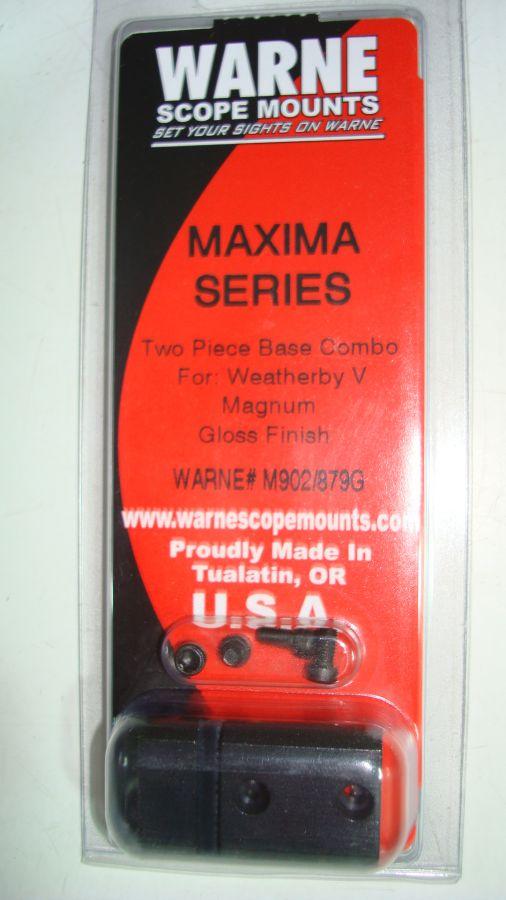 WARNE
SCOPE MOUNTS
SET YOUR SIGHTS ON WARNE
MAXIMA
SERIES
Two Piece Base Combo
For: Weatherby V
Magnum
Gloss Finish
WARNE# M902/879G
www.warnescopemounts.com
Proudly Made In
Tualatin, OR
U.S.A.